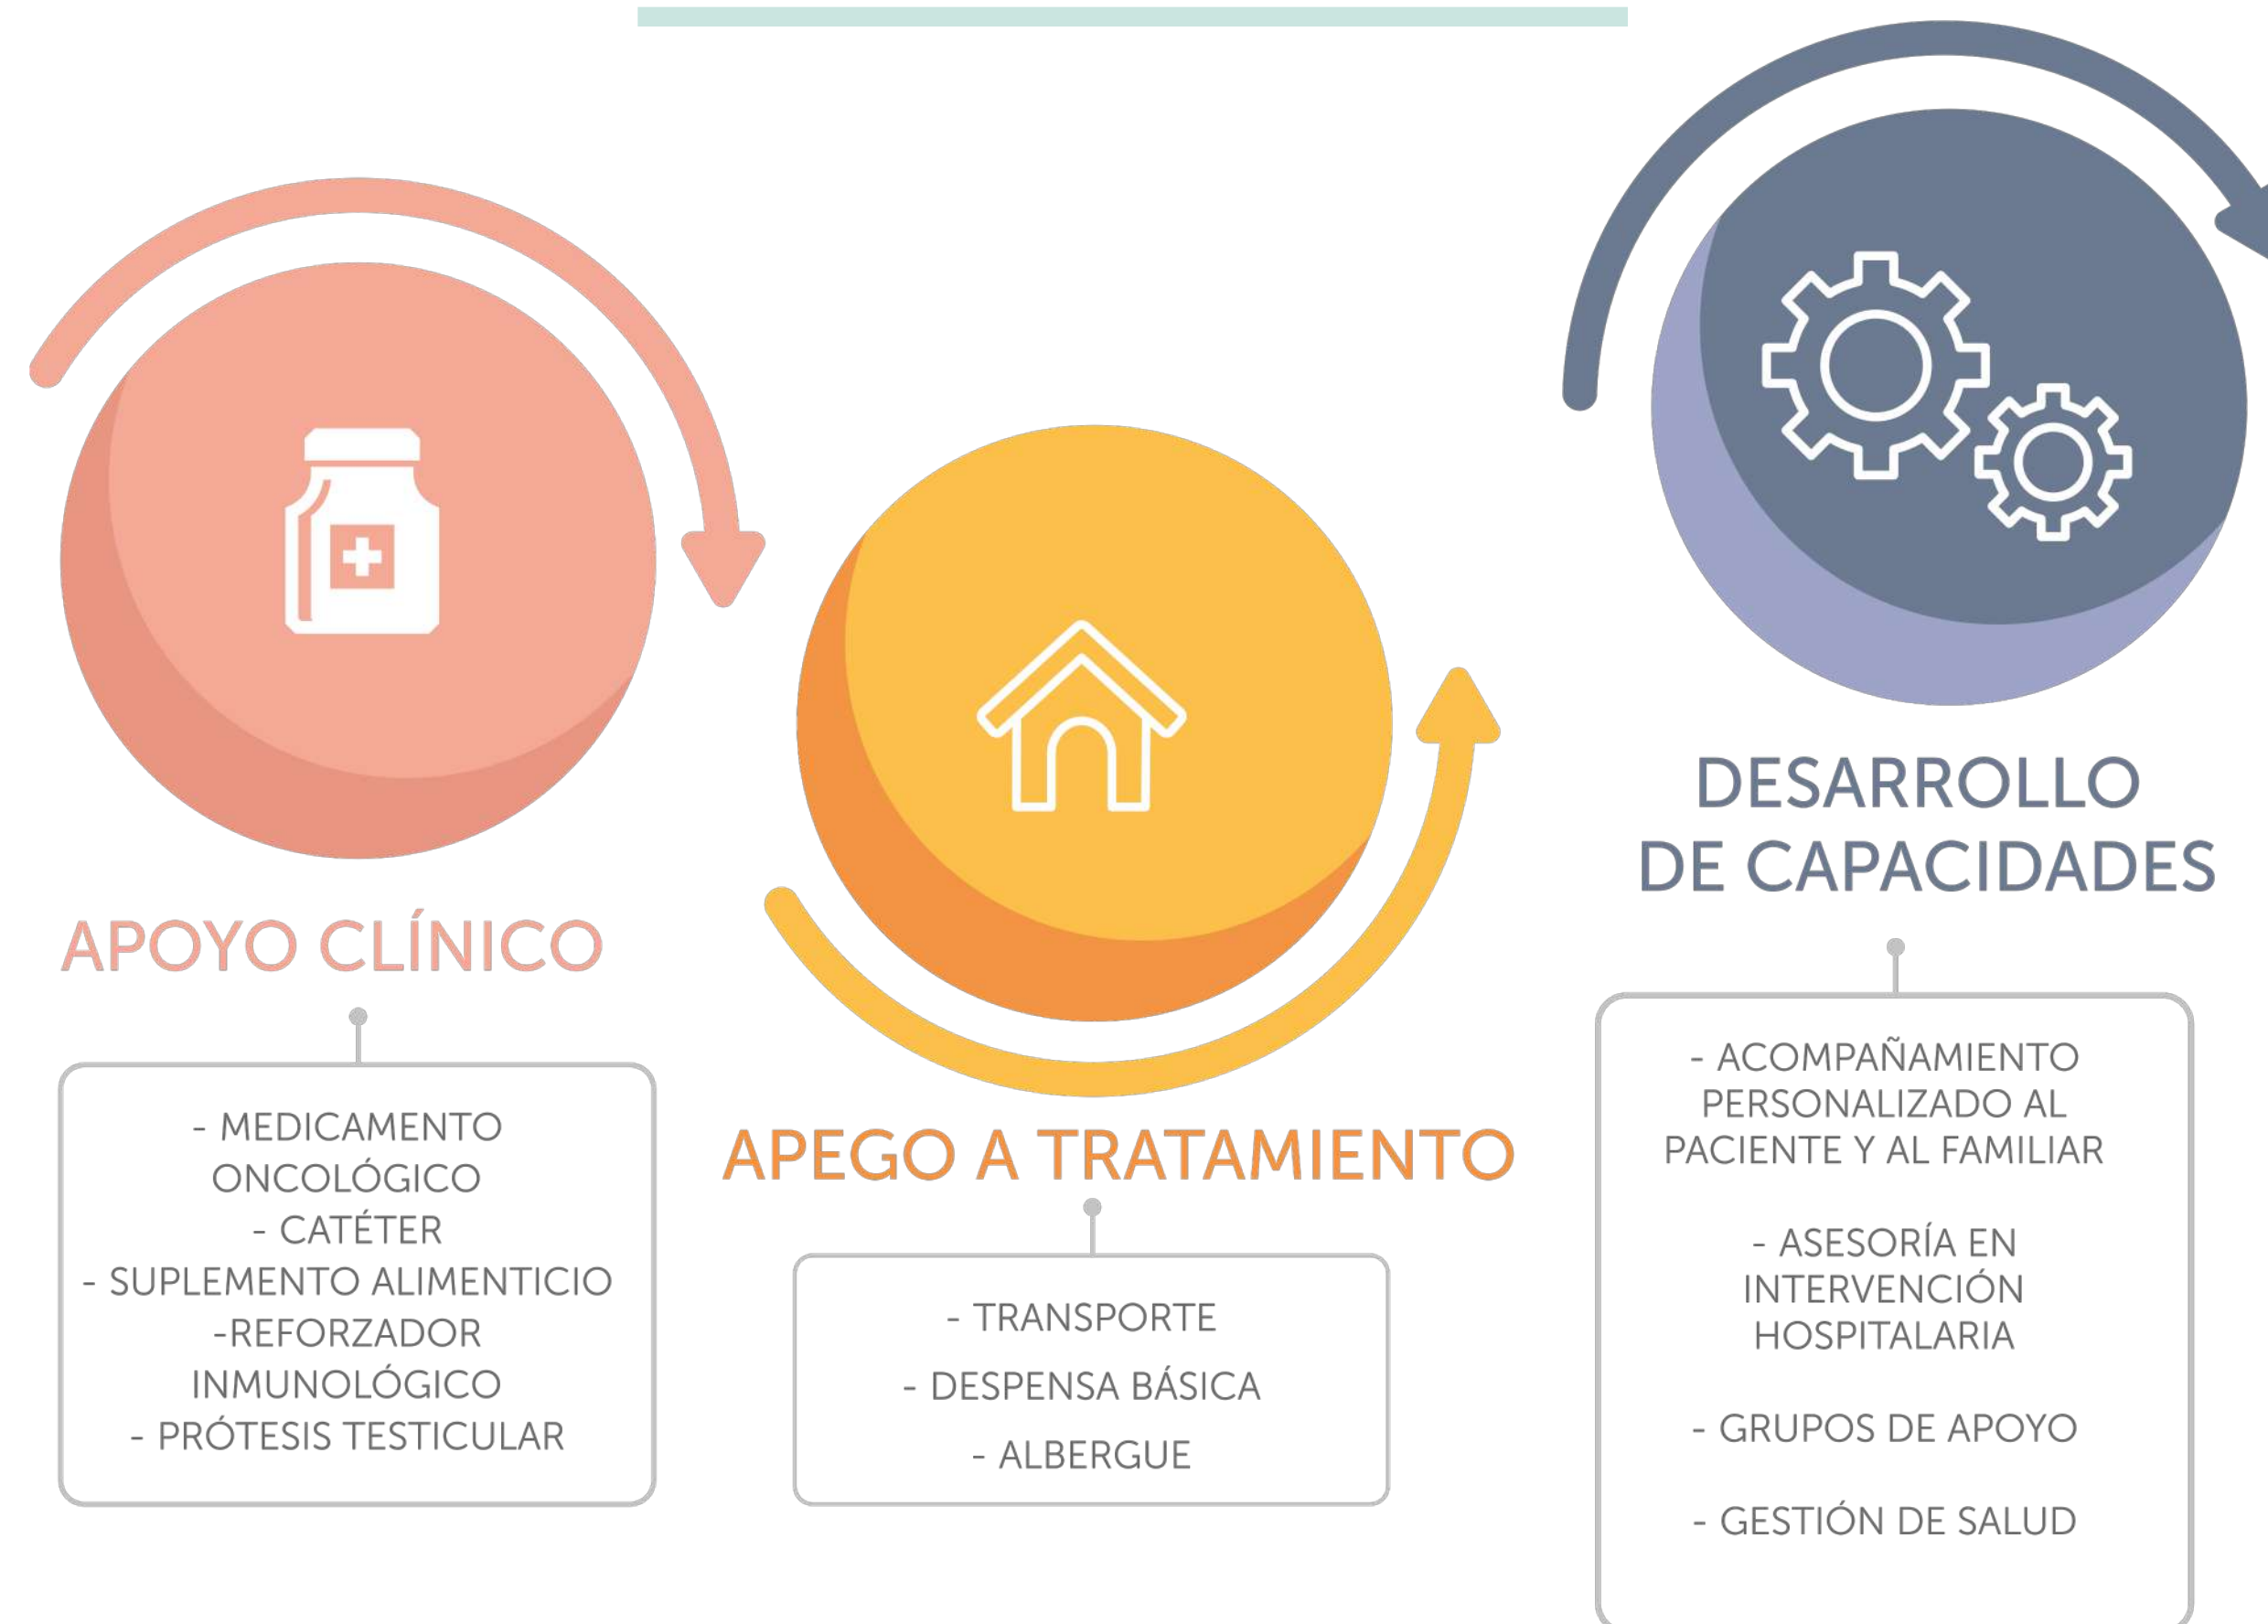 APOYO CLÍNICO
- MEDICAMENTO
ONCOLÓGICO
- CATÉTER
- SUPLEMENTO ALIMENTICIO
-REFORZADOR
INMUNOLÓGICO
- PRÓTESIS TESTICULAR
APEGO A TRATAMIENTO
- TRANSPORTE
- DESPENSA BÁSICA
- ALBERGUE
DESARROLLO
DE CAPACIDADES
- ACOMPAÑAMIENTO
PERSONALIZADO AL
PACIENTE Y AL FAMILIAR
- ASESORÍA EN
INTERVENCIÓN
HOSPITALARIA
- GRUPOS DE APOYO
- GESTIÓN DE SALUD